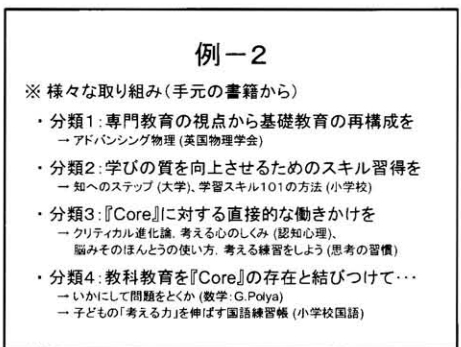 例－2
※ 様々な取り組み(手元の書籍から)
・分類1:専門教育の視点から基礎教育の再構成を
→ アドバンシング物理 (英国物理学会)
・分類2:学びの質を向上させるためのスキル習得を
→ 知へのステップ (大学)、学習スキル101の方法 (小学校)
・分類3:『Core』に対する直接的な働きかけを
→ クリティカル進化論, 考える心のしくみ (認知心理)、
脳みそのほんとうの使い方, 考える練習をしよう (思考の習慣)
・分類4:教科教育を『Core』の存在と結びつけて・・・
→ いかにして問題をとくか (数学:G.Polya)
→ 子どもの「考える力」を伸ばす国語練習帳 (小学校国語)